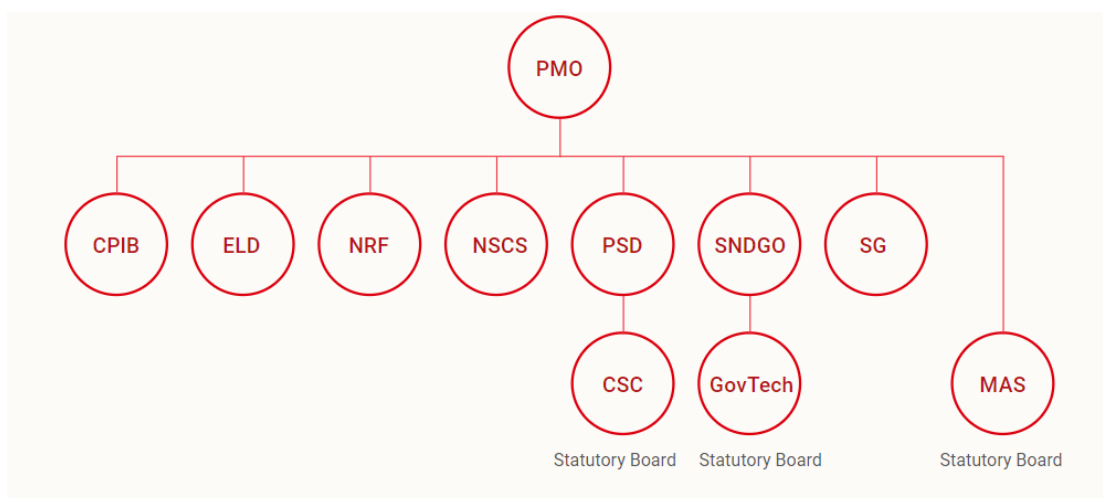 PMO
CPIB
ELD
NRF
NSCS
PSD
SNDGO
SG
CSC
GovTech
MAS
Statutory Board
Statutory Board
Statutory Board